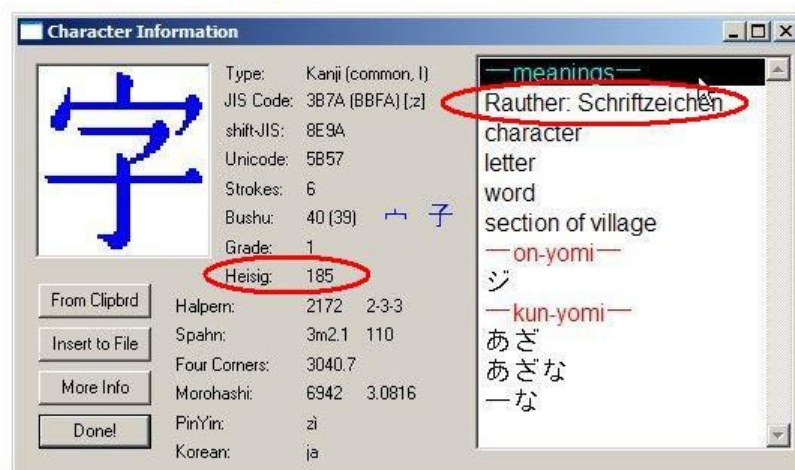 Character Information
字
Type: Kanji (common, I)
JIS Code: 3B7A (BBFA) [;z]
shift-JIS: 8E9A
Unicode: 5B57
Strokes: 6
Bushu: 40 (39) 宀 子
Grade: 1
Heisig: 185
Halpern: 2172 2-3-3
Spahn: 3m2.1 110
Four Corners: 3040.7
Morohashi: 6942 3.0816
PinYin: zì
Korean: ja
From Clipbrd
Insert to File
More Info
Done!
—meanings—
Rauther: Schriftzeichen
character
letter
word
section of village
—on-yomi—
ジ
—kun-yomi—
あざ
あざな
—な